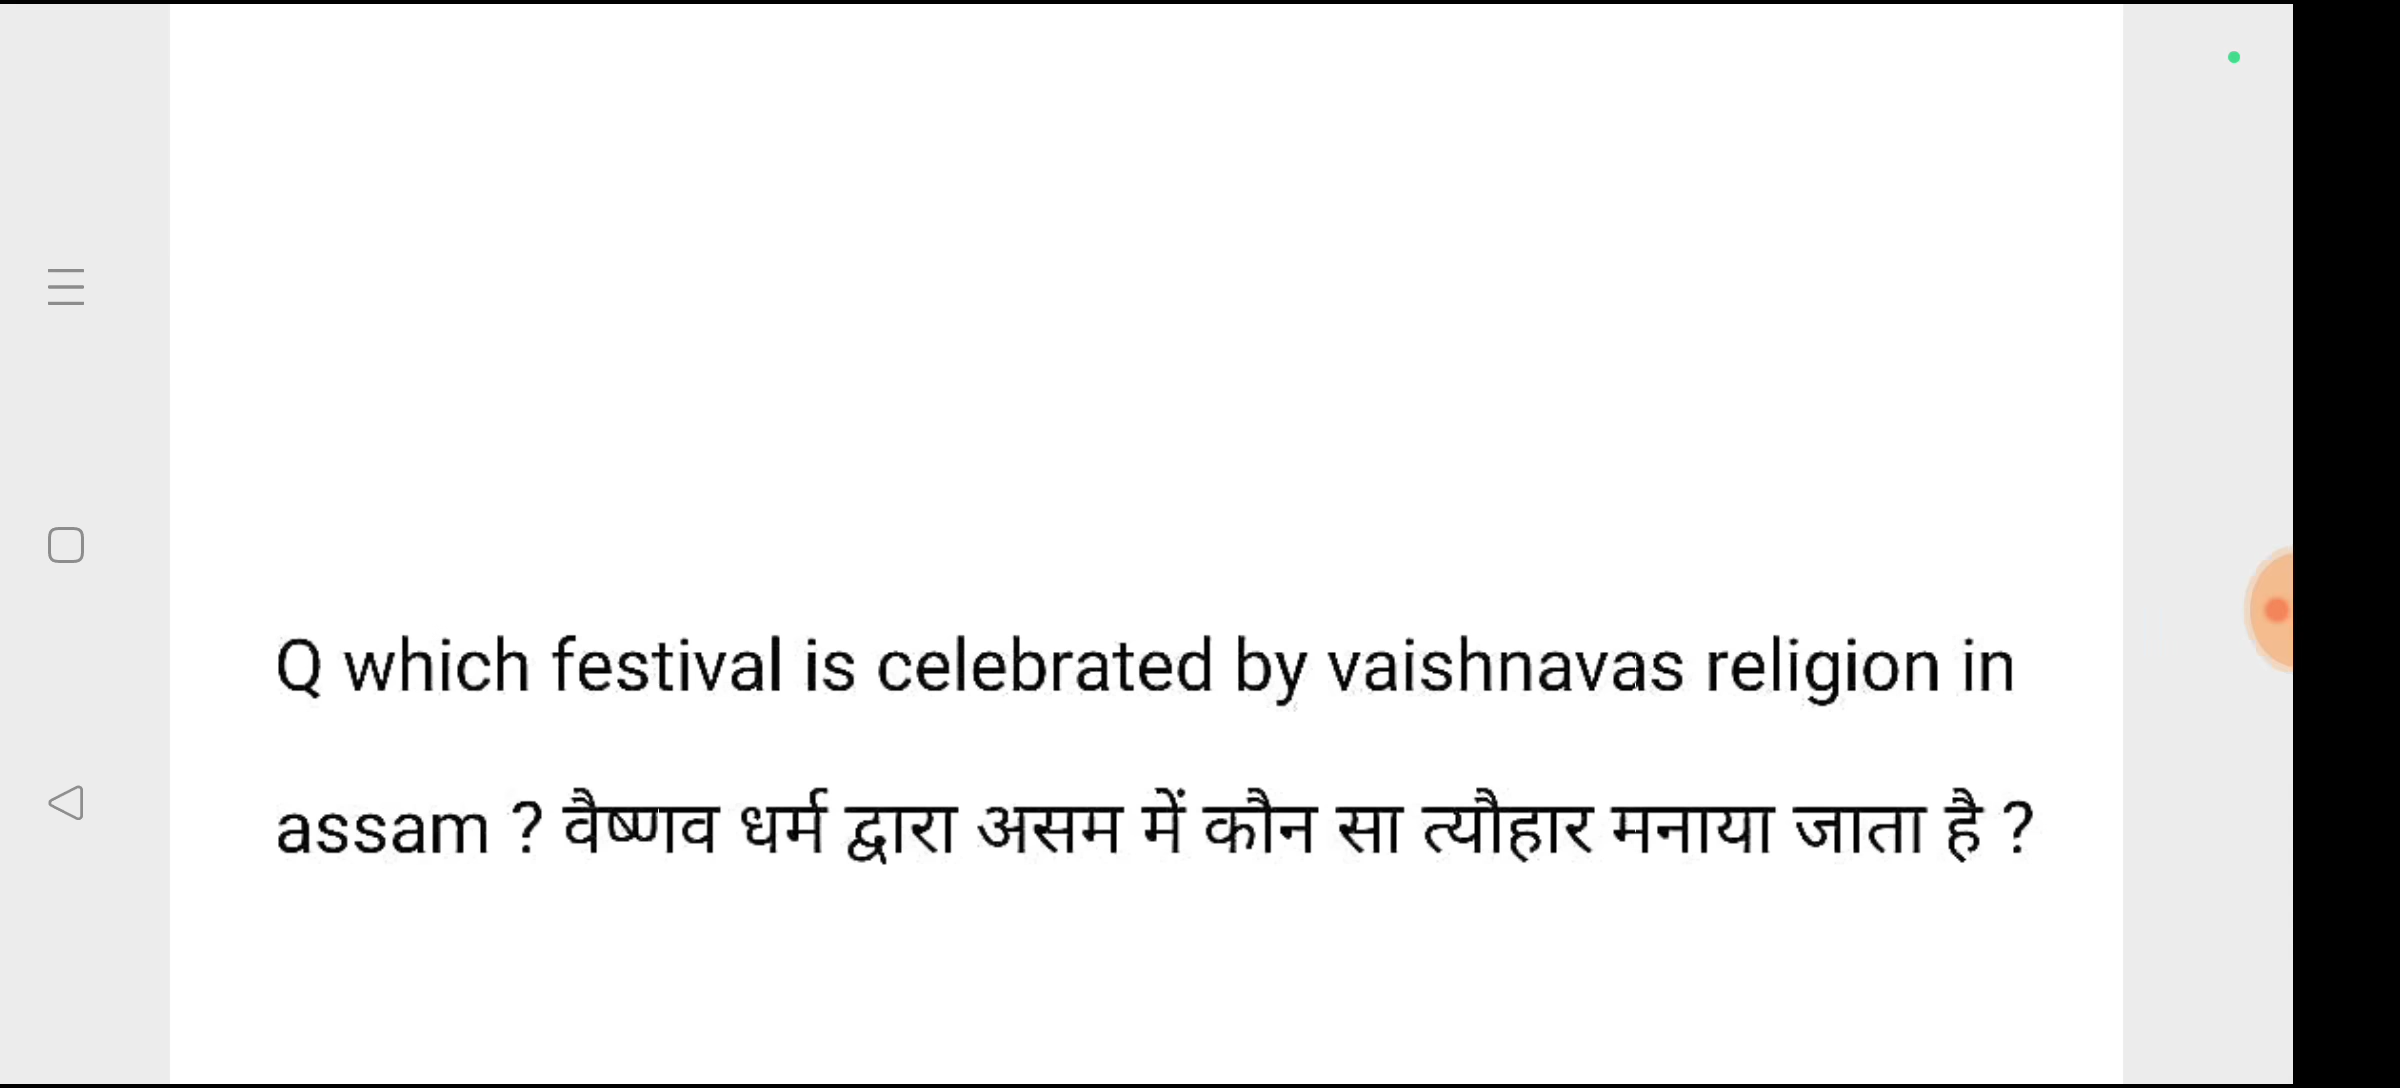 Q which festival is celebrated by vaishnavas religion in
assam ? वैष्णव धर्म द्वारा असम में कौन सा त्यौहार मनाया जाता है ?